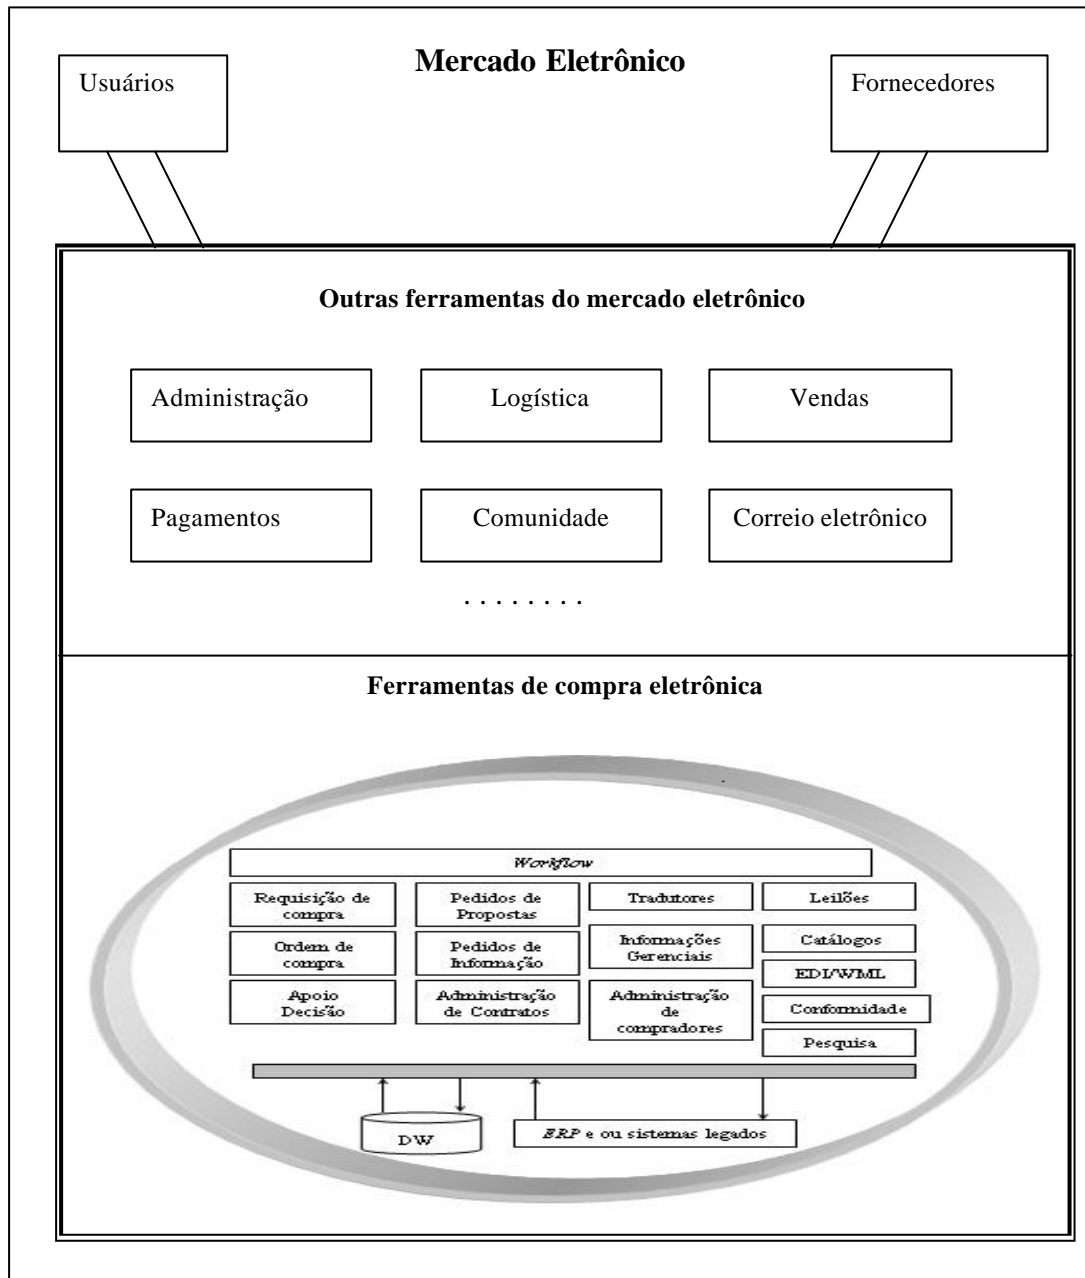 Mercado Eletrônico
Usuários
Fornecedores
Outras ferramentas do mercado eletrônico
Administração
Logística
Vendas
Pagamentos
Comunidade
Correio eletrônico
. . . . . . . .
Ferramentas de compra eletrônica
Workflow
Requisição de
compra
Pedidos de
Propostas
Tradutores
Leilões
Ordem de
compra
Pedidos de
Informação
Informações
Gerenciais
Catálogos
EDI/WML
Apoio
Decisão
Administração
de Contratos
Administração
de
compradores
Conformidade
Pesquisa
DW
ERP e ou sistemas legados